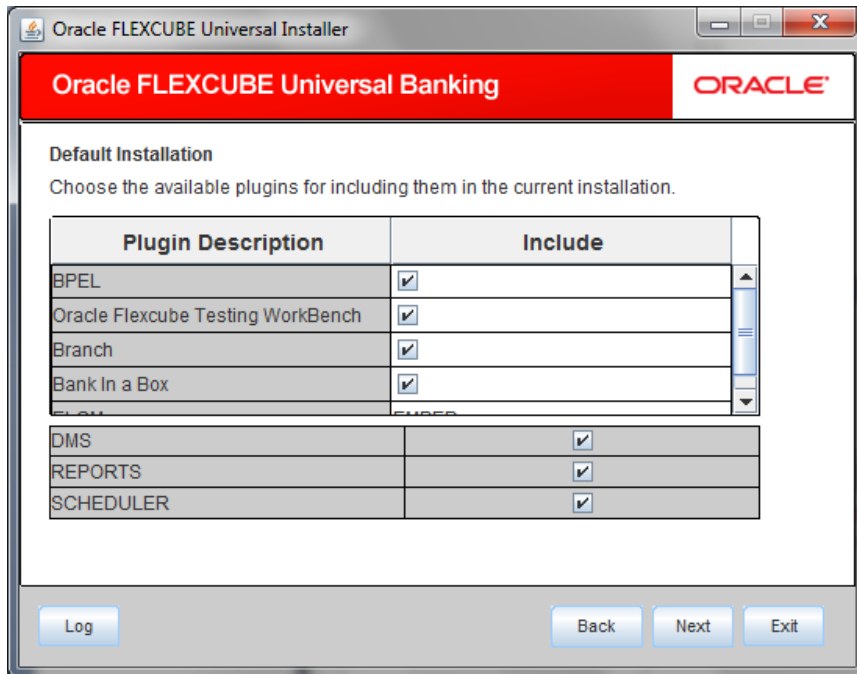 Oracle FLEXCUBE Universal Installer
Oracle FLEXCUBE Universal Banking
ORACLE
Default Installation
Choose the available plugins for including them in the current installation.
Plugin Description Include
BPEL
Oracle Flexcube Testing WorkBench
Branch
Bank In a Box
DMS
REPORTS
SCHEDULER
Log Back Next Exit